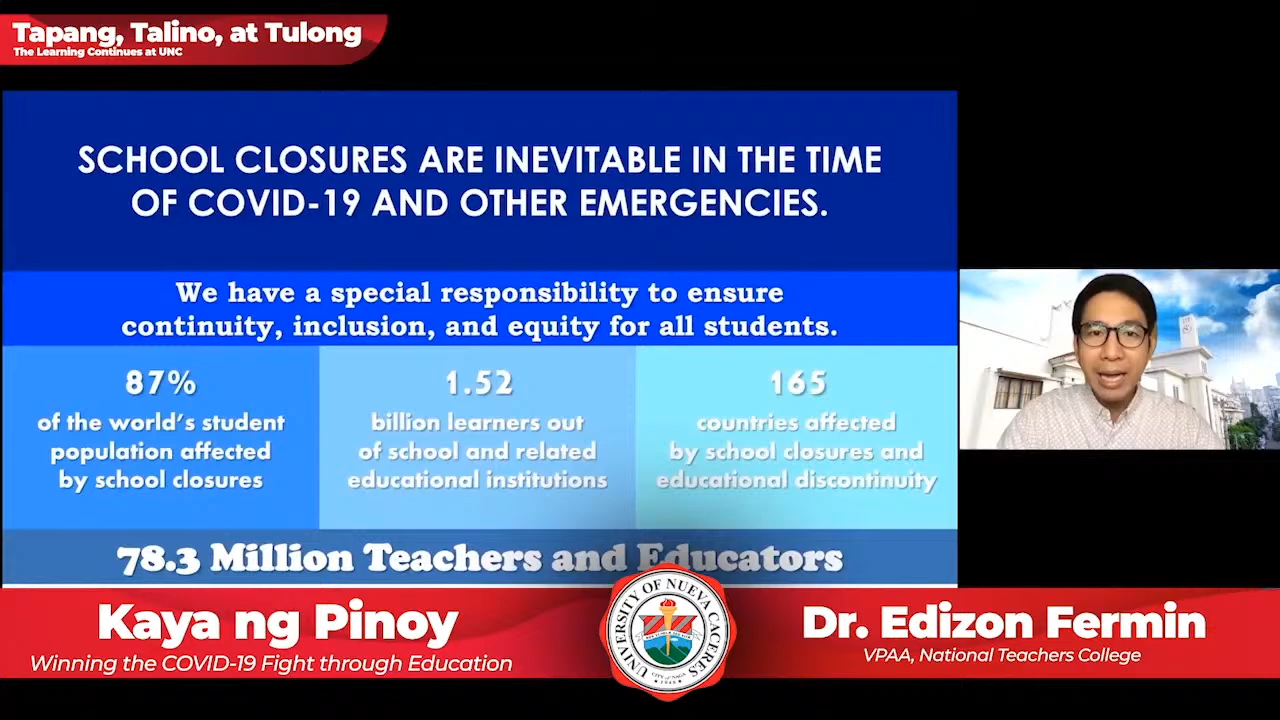 Tapang, Talino, at Tulong
The Learning Continues at UNC
SCHOOL CLOSURES ARE INEVITABLE IN THE TIME
OF COVID-19 AND OTHER EMERGENCIES.
We have a special responsibility to ensure
continuity, inclusion, and equity for all students.
87%
of the world's student
population affected
by school closures
1.52
billion learners out
of school and related
educational institutions
165
countries affected
by school closures and
educational discontinuity
78.3 Million Teachers and Educators
Kaya ng Pinoy
Winning the COVID-19 Fight through Education
UNIVERSITY OF NUEVA CACERES
CITY OF NAGA
1948
Dr. Edizon Fermin
VPAA, National Teachers College